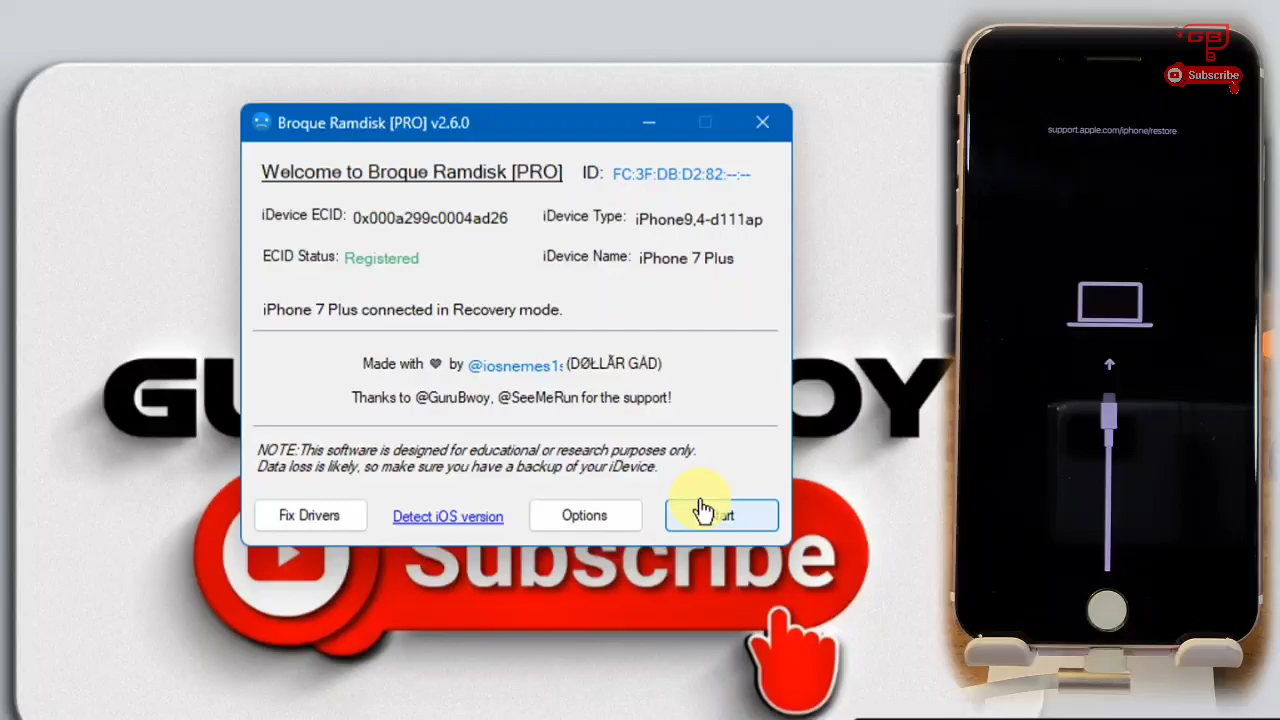 Broque Ramdisk [PRO] v2.6.0
Welcome to Broque Ramdisk [PRO] ID: FC:3F:DB:D2:82:--:--
iDevice ECID: 0x000a299c0004ad26 iDevice Type: iPhone9,4-d111ap
ECID Status: Registered iDevice Name: iPhone 7 Plus
iPhone 7 Plus connected in Recovery mode.
Made with ♥ by @iosnemes1s (DØŁLÃR GÄD)
Thanks to @GuruBwoy, @SeeMeRun for the support!
NOTE:This software is designed for educational or research purposes only.
Data loss is likely, so make sure you have a backup of your iDevice.
Fix Drivers Detect iOS version Options
Subscribe
GB
Subscribe
support.apple.com/iphone/restore